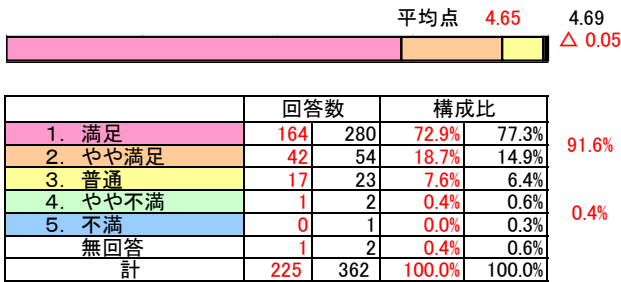 平均点 4.65 4.69
△ 0.05
回答数 構成比
1. 満足 164 280 72.9% 77.3%
91.6%
2. やや満足 42 54 18.7% 14.9%
3. 普通 17 23 7.6% 6.4%
4. やや不満 1 2 0.4% 0.6%
0.4%
5. 不満 0 1 0.0% 0.3%
無回答 1 2 0.4% 0.6%
計 225 362 100.0% 100.0%